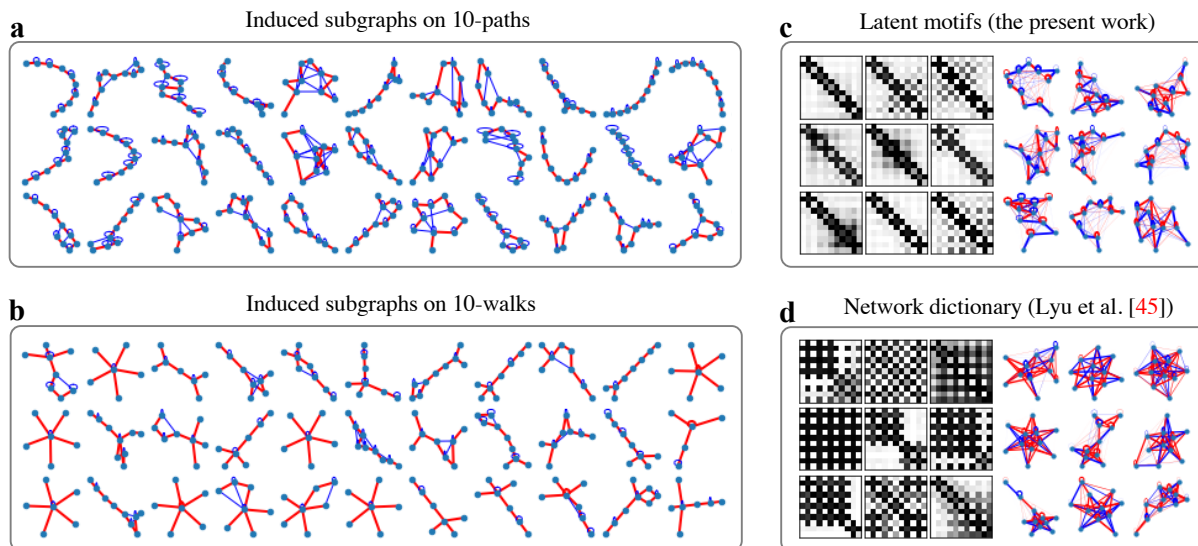 a
Induced subgraphs on 10-paths
b
Induced subgraphs on 10-walks
c
Latent motifs (the present work)
d
Network dictionary (Lyu et al. [45])